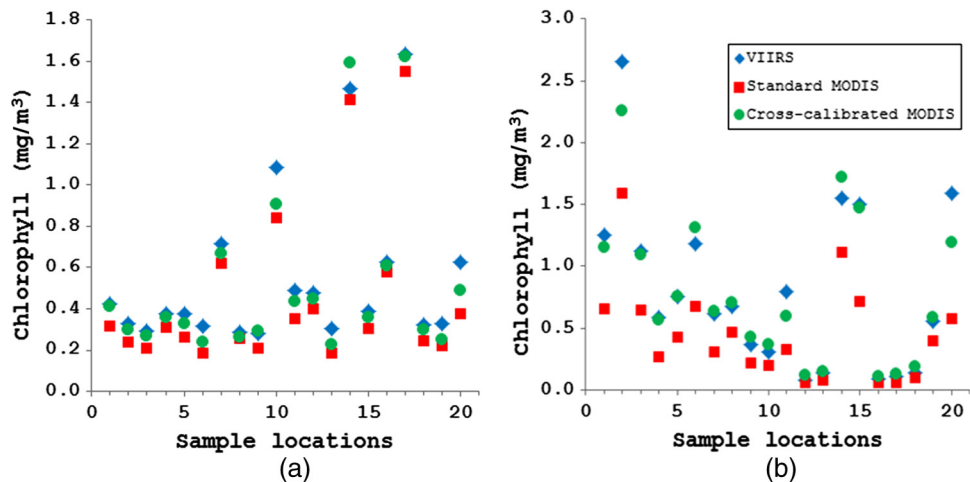 1.8
1.6
1.4
1.2
1.0
0.8
0.6
0.4
0.2
0.0
Chlorophyll (mg/m³)
0 5 10 15 20
Sample locations
(a)
3.0
2.5
2.0
1.5
1.0
0.5
0.0
Chlorophyll (mg/m³)
VIIRS
Standard MODIS
Cross-calibrated MODIS
0 5 10 15 20
Sample locations
(b)